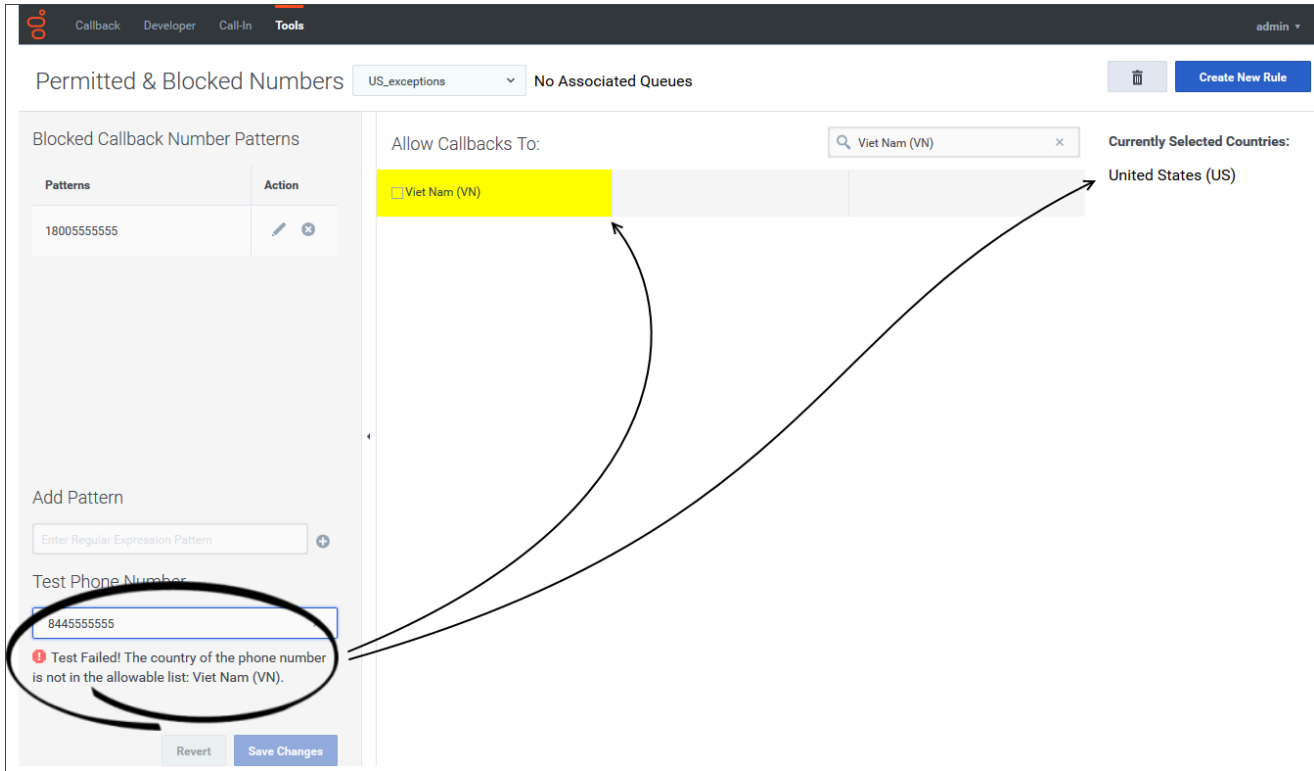 Callback Developer Call-In Tools admin
Permitted & Blocked Numbers US_exceptions No Associated Queues Create New Rule
Blocked Callback Number Patterns
Patterns Action
18005555555
Add Pattern
Enter Regular Expression Pattern
Test Phone Number
8445555555
Test Failed! The country of the phone number
is not in the allowable list: Viet Nam (VN).
Revert Save Changes
Allow Callbacks To: Viet Nam (VN)
Viet Nam (VN)
Currently Selected Countries:
United States (US)